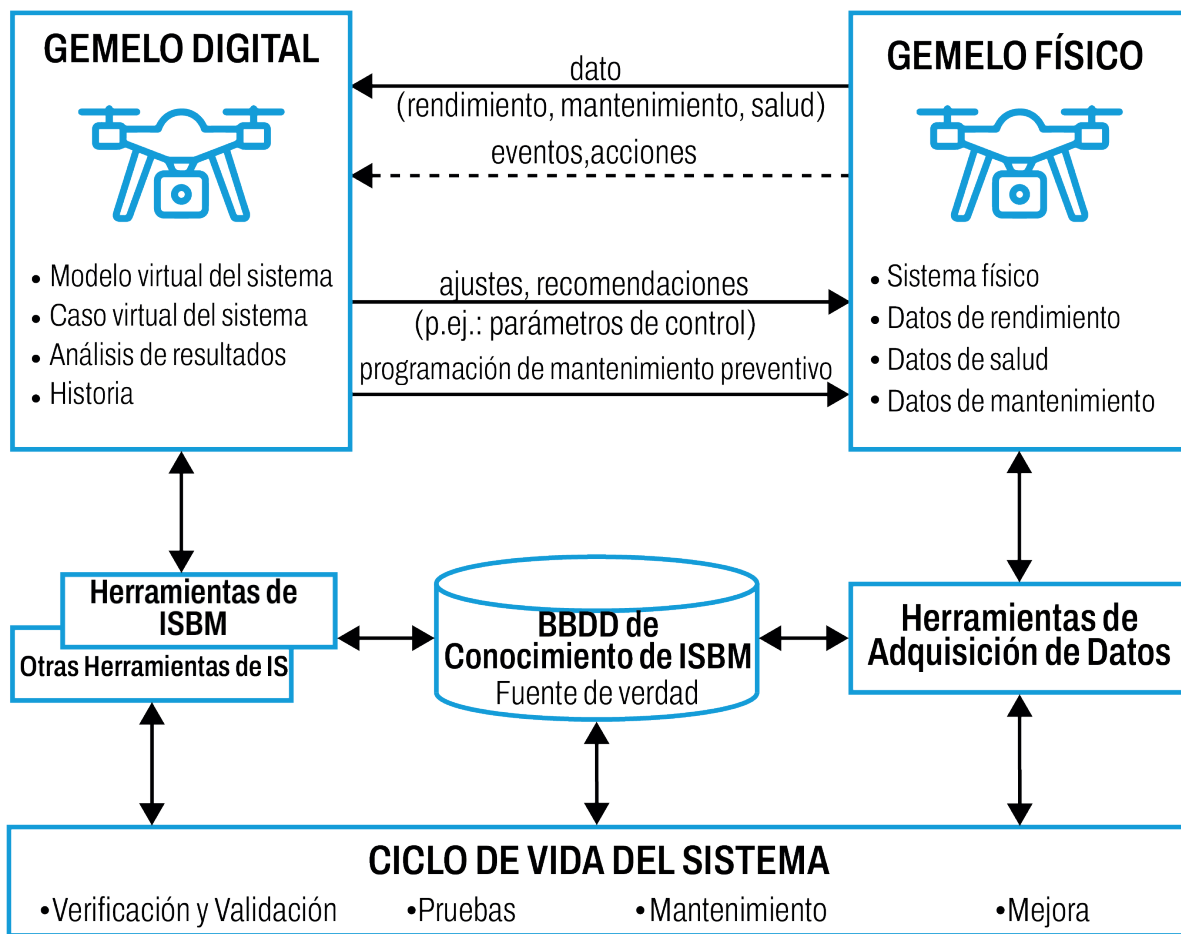 GEMELO DIGITAL
• Modelo virtual del sistema
• Caso virtual del sistema
• Análisis de resultados
• Historia
dato
(rendimiento, mantenimiento, salud)
eventos,acciones
ajustes, recomendaciones
(p.ej.: parámetros de control)
programación de mantenimiento preventivo
GEMELO FÍSICO
• Sistema físico
• Datos de rendimiento
• Datos de salud
• Datos de mantenimiento
Herramientas de
ISBM
Otras Herramientas de IS
BBDD de
Conocimiento de ISBM
Fuente de verdad
Herramientas de
Adquisición de Datos
CICLO DE VIDA DEL SISTEMA
•Verificación y Validación •Pruebas •Mantenimiento •Mejora